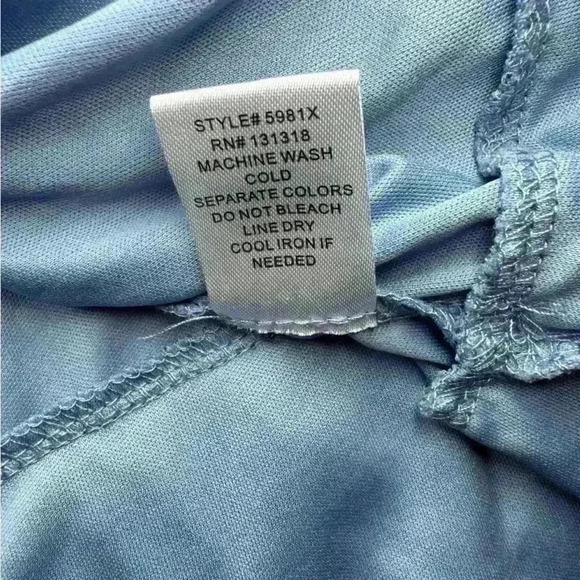 STYLE# 5981X
RN# 131318
MACHINE WASH
COLD
SEPARATE COLORS
DO NOT BLEACH
LINE DRY
COOL IRON IF
NEEDED